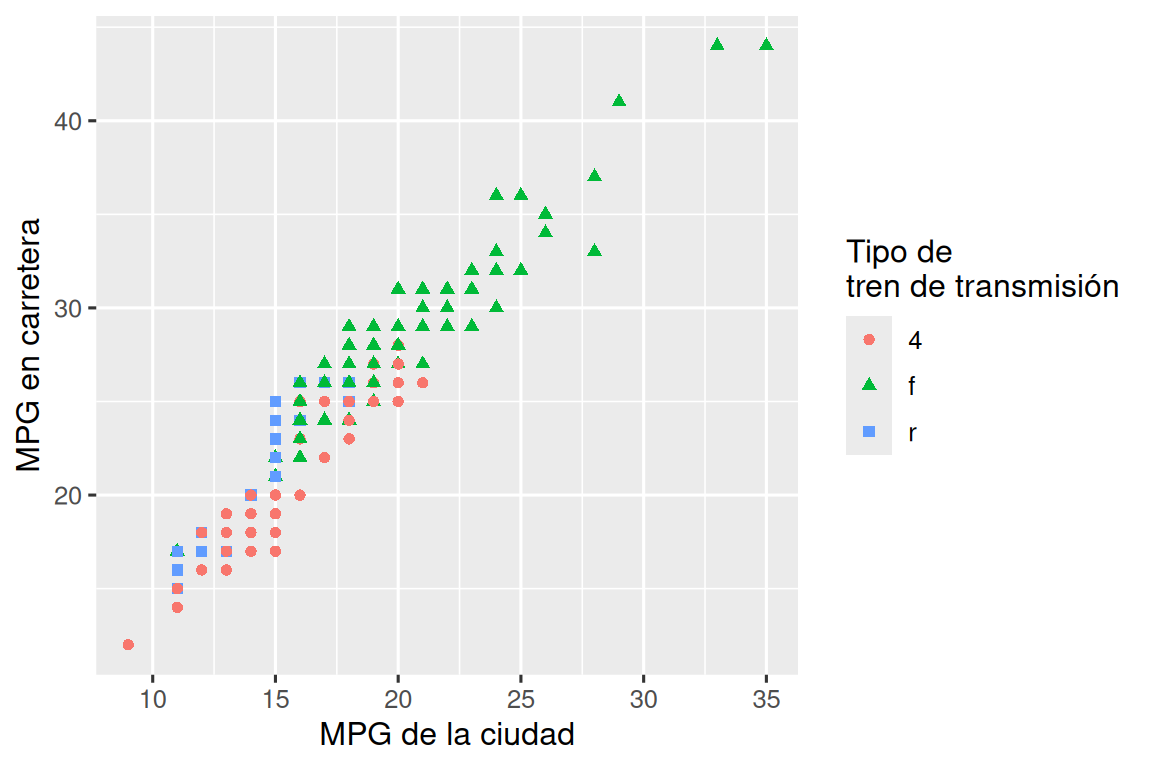 40
30
20
MPG en carretera
10 15 20 25 30 35
MPG de la ciudad
Tipo de
tren de transmisión
4
f
r